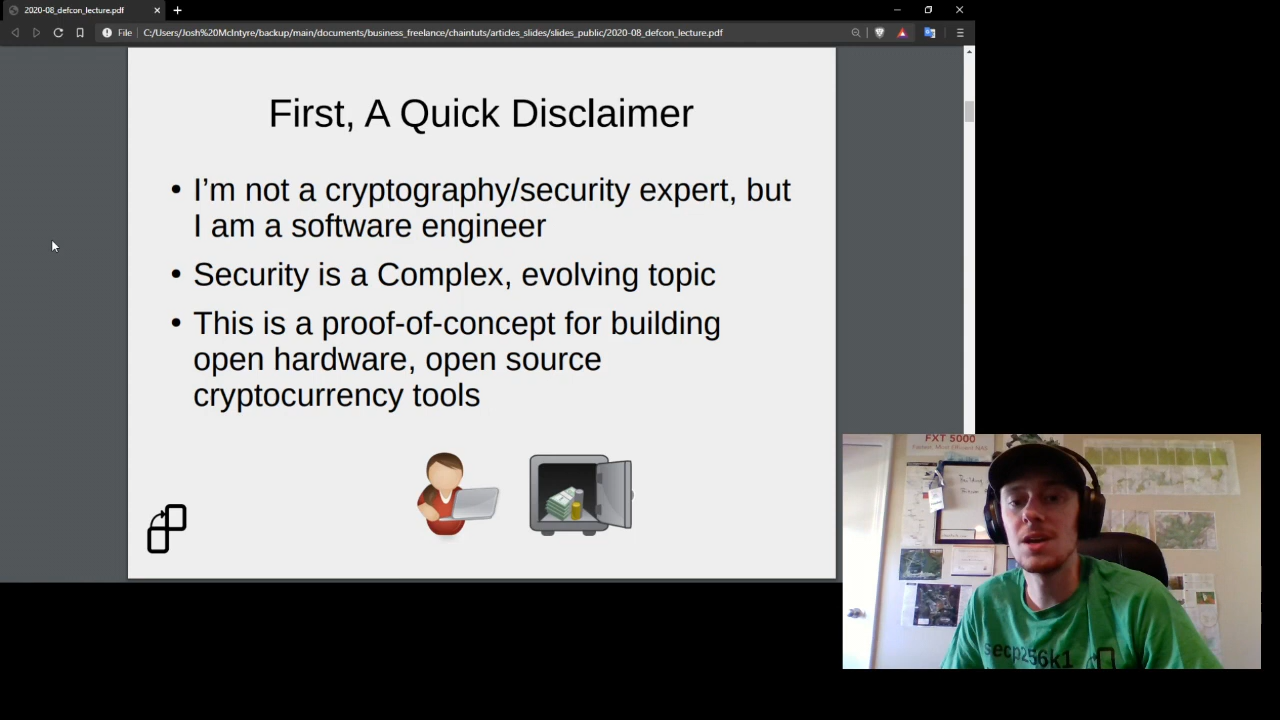 2020-08_defcon_lecture.pdf
File
C:/Users/Josh%20McIntyre/backup/main/documents/business_freelance/chaintuts/articles_slides/slides_public/2020-08_defcon_lecture.pdf
First, A Quick Disclaimer
• I’m not a cryptography/security expert, but
I am a software engineer
• Security is a Complex, evolving topic
• This is a proof-of-concept for building
open hardware, open source
cryptocurrency tools
FXT 5000
secp256k1